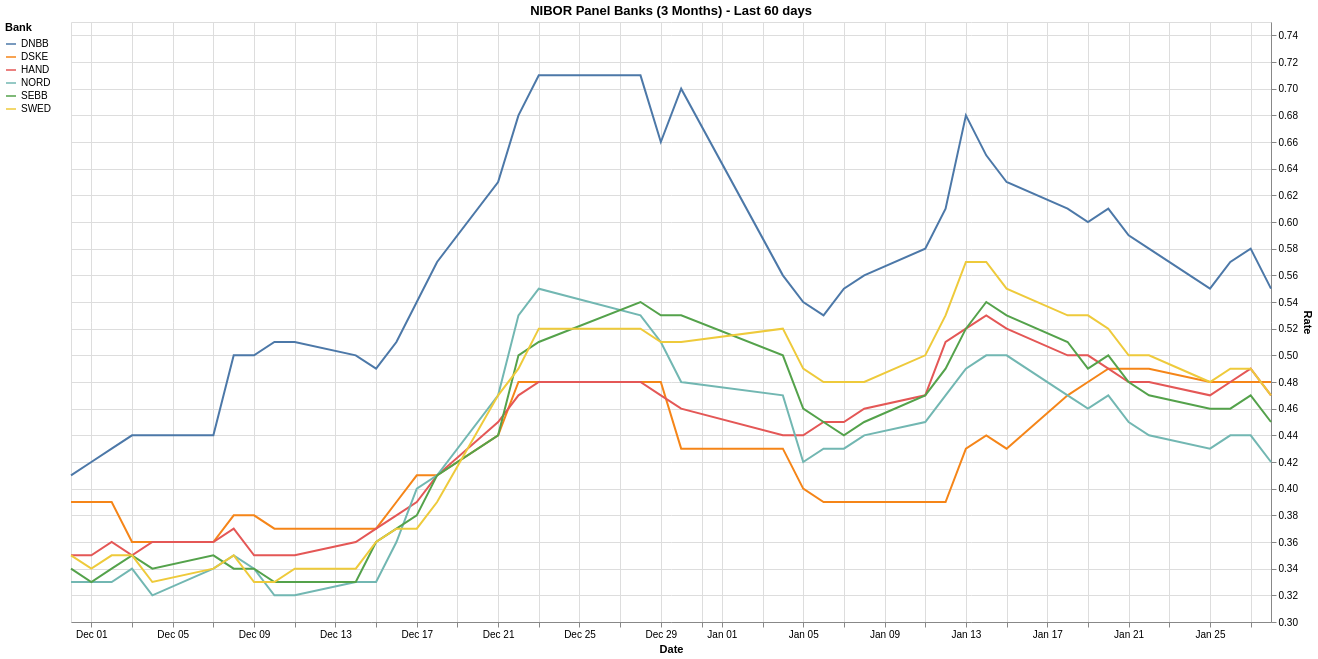 NIBOR Panel Banks (3 Months) - Last 60 days
Bank
DNBB
DSKE
HAND
NORD
SEBB
SWED
0.74
0.72
0.70
0.68
0.66
0.64
0.62
0.60
0.58
0.56
0.54
0.52
0.50
0.48
0.46
0.44
0.42
0.40
0.38
0.36
0.34
0.32
0.30
Rate
Dec 01 Dec 05 Dec 09 Dec 13 Dec 17 Dec 21 Dec 25 Dec 29 Jan 01 Jan 05 Jan 09 Jan 13 Jan 17 Jan 21 Jan 25
Date